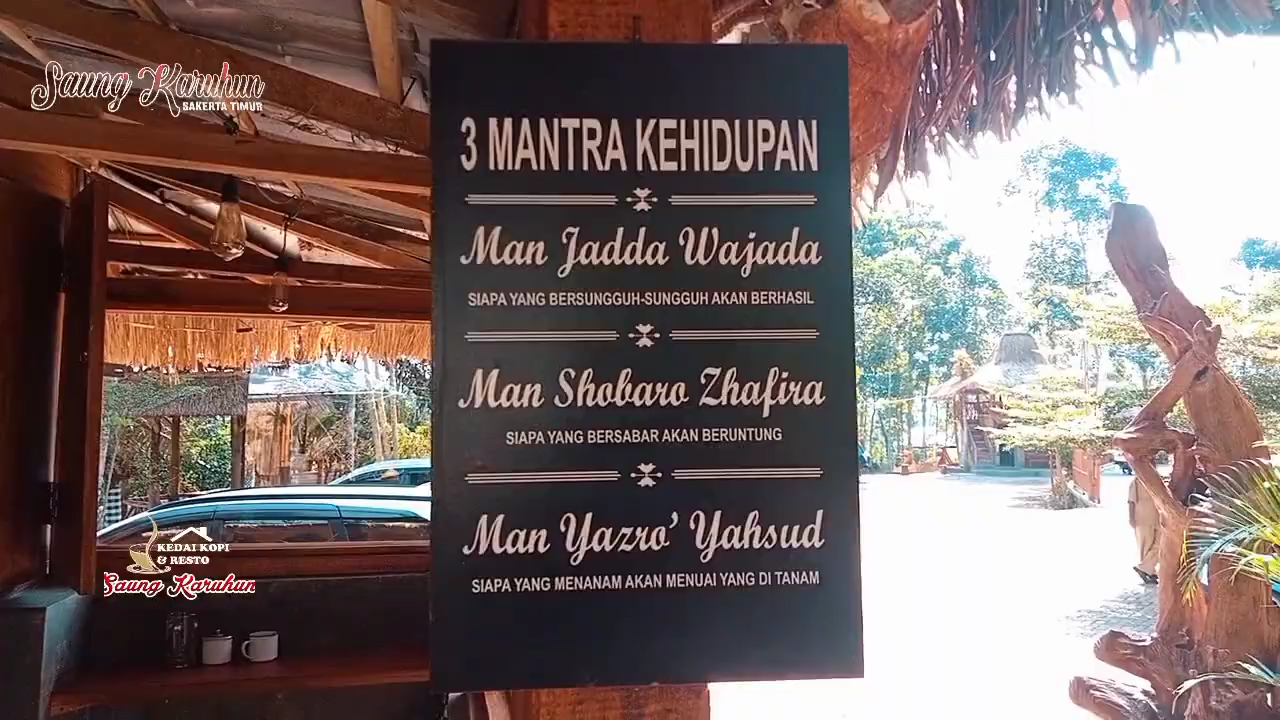 Saung Karuhun
SAKERTA TIMUR
3 MANTRA KEHIDUPAN
Man Jadda Wajada
SIAPA YANG BERSUNGGUH-SUNGGUH AKAN BERHASIL
Man Shobaro Zhafira
SIAPA YANG BERSABAR AKAN BERUNTUNG
Man Yazro' Yahsud
SIAPA YANG MENANAM AKAN MENUAI YANG DI TANAM
KEDAI KOPI
& RESTO
Saung Karuhun